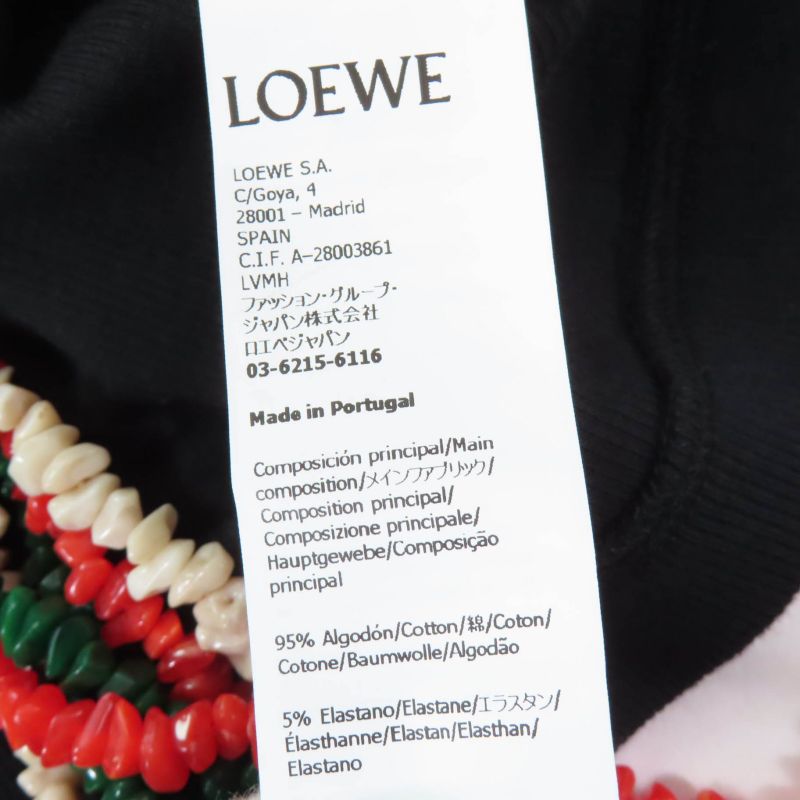 LOEWE
LOEWE S.A.
C/Goya, 4
28001 – Madrid
SPAIN
C.I.F. A–28003861
LVMH
ファッション・グループ・
ジャパン株式会社
ロエベジャパン
03-6215-6116
Made in Portugal
Composición principal/Main
composition/メインファブリック/
Composition principal/
Composizione principale/
Hauptgewebe/Composição
principal
95% Algodón/Cotton/綿/Coton/
Cotone/Baumwolle/Algodão
5% Elastano/Elastane/エラスタン/
Élasthanne/Elastan/Elasthan/
Elastano